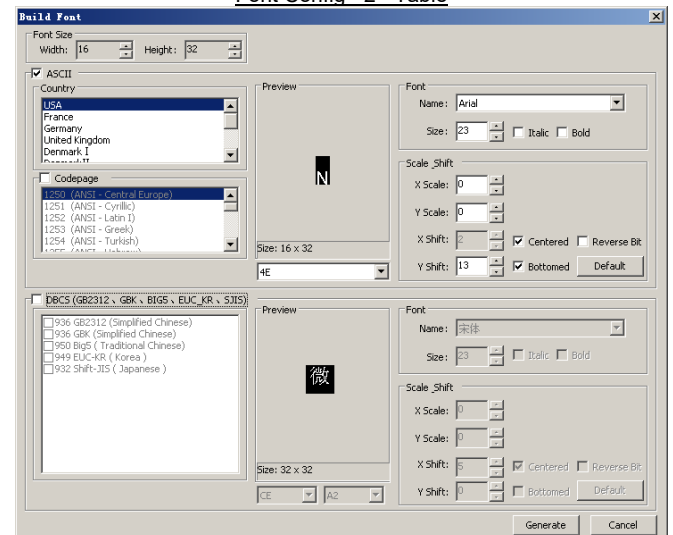 Build Font
Font Size
Width: 16 Height: 32
ASCII
Country
USA
France
Germany
United Kingdom
Denmark I
Codepage
1250 (ANSI - Central Europe)
1251 (ANSI - Cyrillic)
1252 (ANSI - Latin I)
1253 (ANSI - Greek)
1254 (ANSI - Turkish)
Preview
N
Size: 16 x 32
4E
Font
Name: Arial
Size: 23 Italic Bold
Scale_Shift
X Scale: 0
Y Scale: 0
X Shift: 2 Centered Reverse Bit
Y Shift: 13 Bottomed Default
DBCS (GB2312、GBK、BIG5、EUC_KR、SJIS)
936 GB2312 (Simplified Chinese)
936 GBK (Simplified Chinese)
950 Big5 ( Traditional Chinese)
949 EUC-KR ( Korea )
932 Shift-JIS ( Japanese )
Preview
微
Size: 32 x 32
CE A2
Font
Name: 宋体
Size: 23 Italic Bold
Scale_Shift
X Scale: 0
Y Scale: 0
X Shift: 5 Centered Reverse Bit
Y Shift: 0 Bottomed Default
Generate Cancel